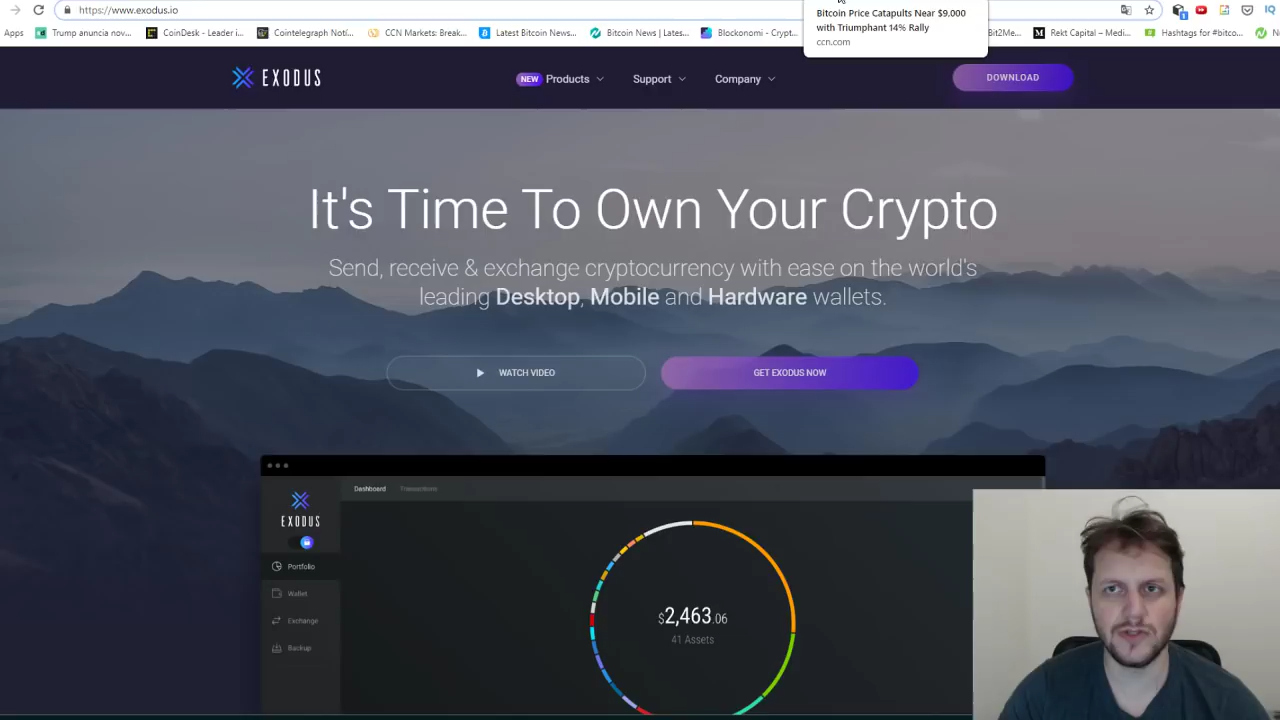 https://www.exodus.io
Bitcoin Price Catapults Near $9,000
with Triumphant 14% Rally
ccn.com
Trump anuncia nov...
CoinDesk - Leader i...
Cointelegraph Noti...
CCN Markets: Break...
Latest Bitcoin News...
Bitcoin News | Lates...
Blockonomi - Crypt...
Bit2Me...
Rekt Capital – Medi...
Hashtags for #bitco...
EXODUS
NEW Products
Support
Company
DOWNLOAD
It's Time To Own Your Crypto
Send, receive & exchange cryptocurrency with ease on the world's
leading Desktop, Mobile and Hardware wallets.
WATCH VIDEO
GET EXODUS NOW
Dashboard
Transactions
EXODUS
Portfolio
Wallet
Exchange
Backup
$2,463.06
41 Assets